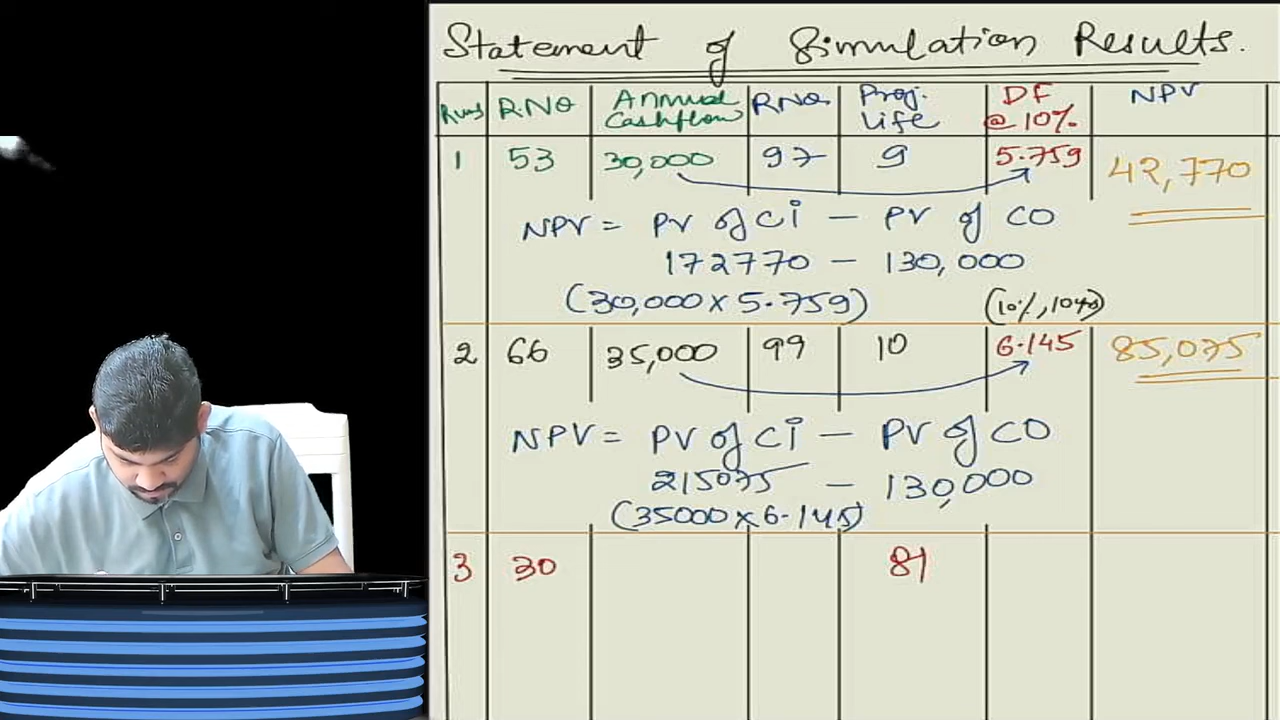 Statement of Simulation Results.
Runs R.No Annual Cashflow R.No. Proj. Life DF @ 10% NPV
1 53 30,000 97 9 5.759 42,770
NPV = PV of Ci - PV of CO
172770 - 130,000
(30,000 x 5.759) (10%, 10yrs)
2 66 35,000 99 10 6.145 85,075
NPV = PV of Ci - PV of CO
215075 - 130,000
(35000 x 6.145)
3 30 81